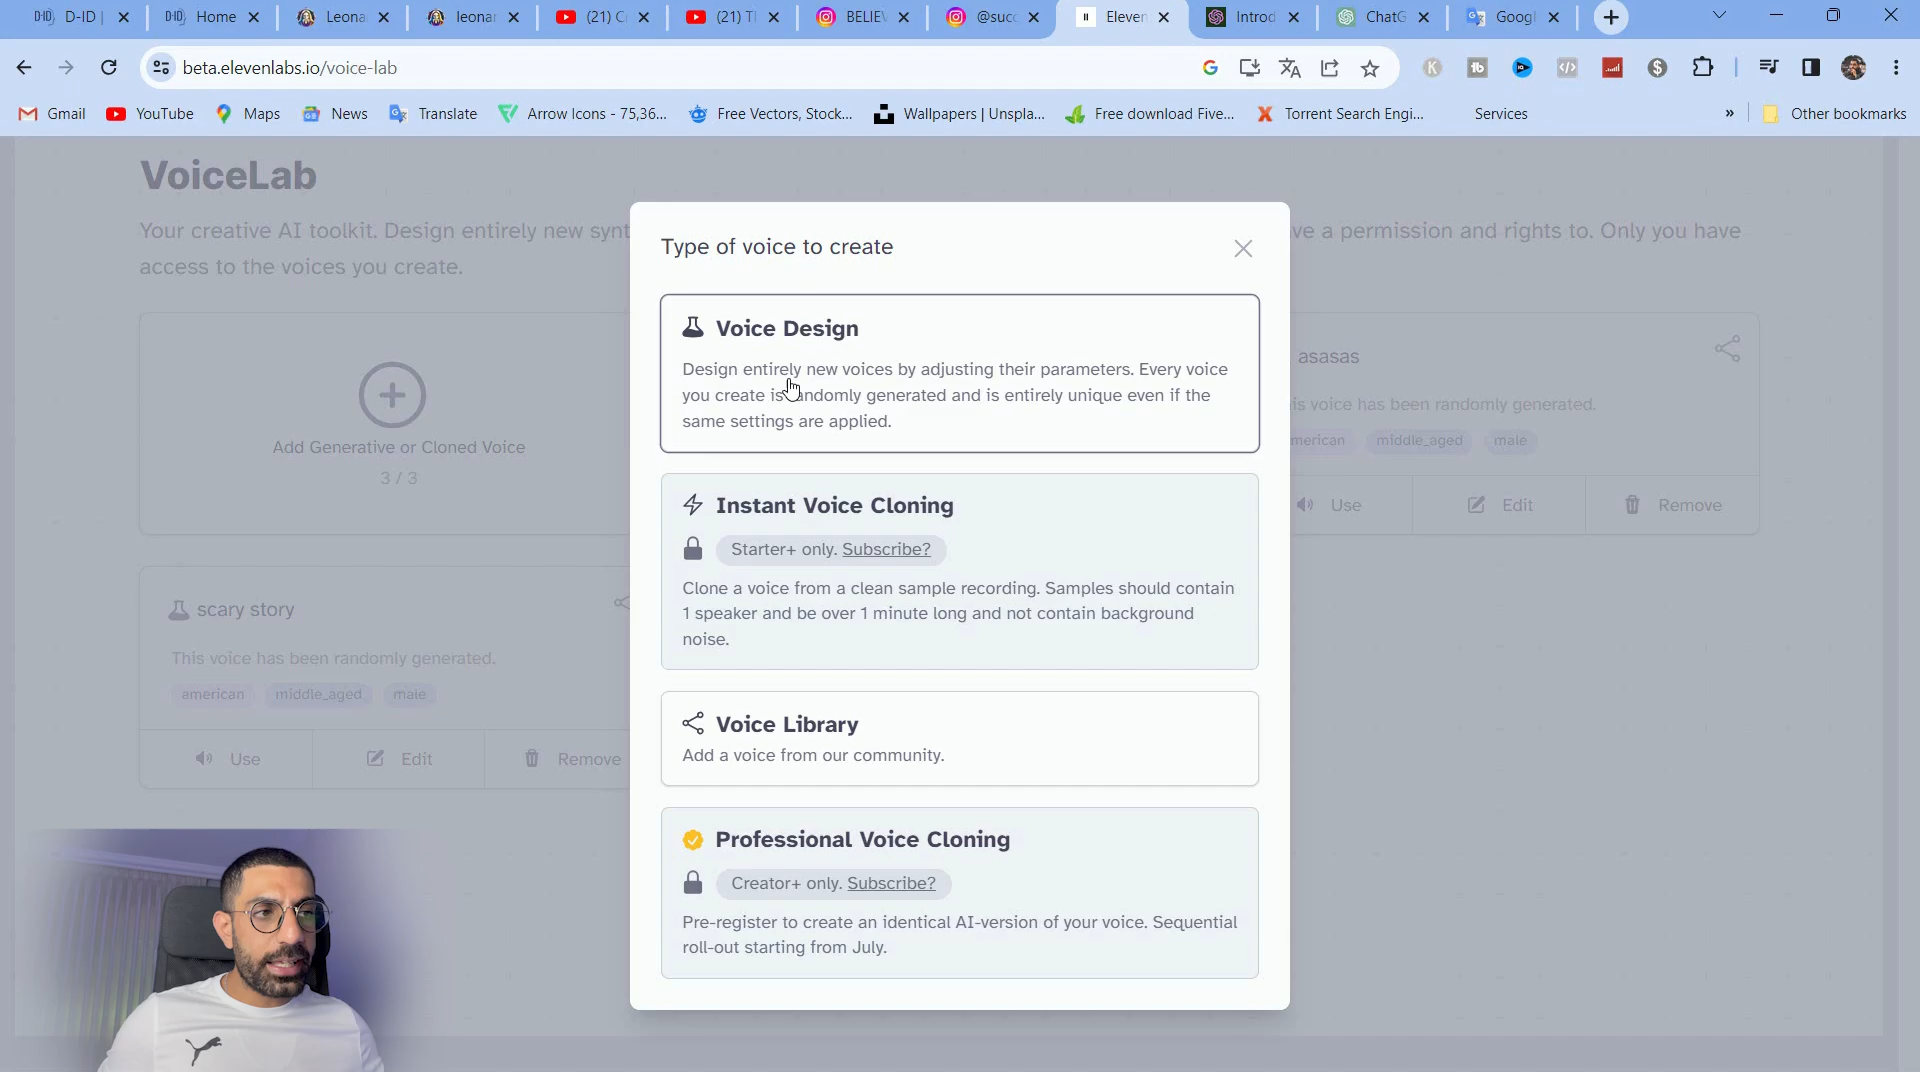 D-ID |
D-ID Home
Leona
leonar
(21) C
(21) T
BELIE
@succ
Eleven
Introd
ChatG
Googl
beta.elevenlabs.io/voice-lab
Gmail
YouTube
Maps
News
Translate
Arrow Icons - 75,36...
Free Vectors, Stock...
Wallpapers | Unspla...
Free download Five...
Torrent Search Engi...
Services
»
Other bookmarks
VoiceLab
Your creative AI toolkit. Design entirely new synt
ve a permission and rights to. Only you have
access to the voices you create.
Add Generative or Cloned Voice
3 / 3
asasas
is voice has been randomly generated.
merican middle_aged male
Use Edit Remove
scary story
This voice has been randomly generated.
american middle_aged male
Use Edit Remove
Type of voice to create
Voice Design
Design entirely new voices by adjusting their parameters. Every voice
you create is randomly generated and is entirely unique even if the
same settings are applied.
Instant Voice Cloning
Starter+ only. Subscribe?
Clone a voice from a clean sample recording. Samples should contain
1 speaker and be over 1 minute long and not contain background
noise.
Voice Library
Add a voice from our community.
Professional Voice Cloning
Creator+ only. Subscribe?
Pre-register to create an identical AI-version of your voice. Sequential
roll-out starting from July.